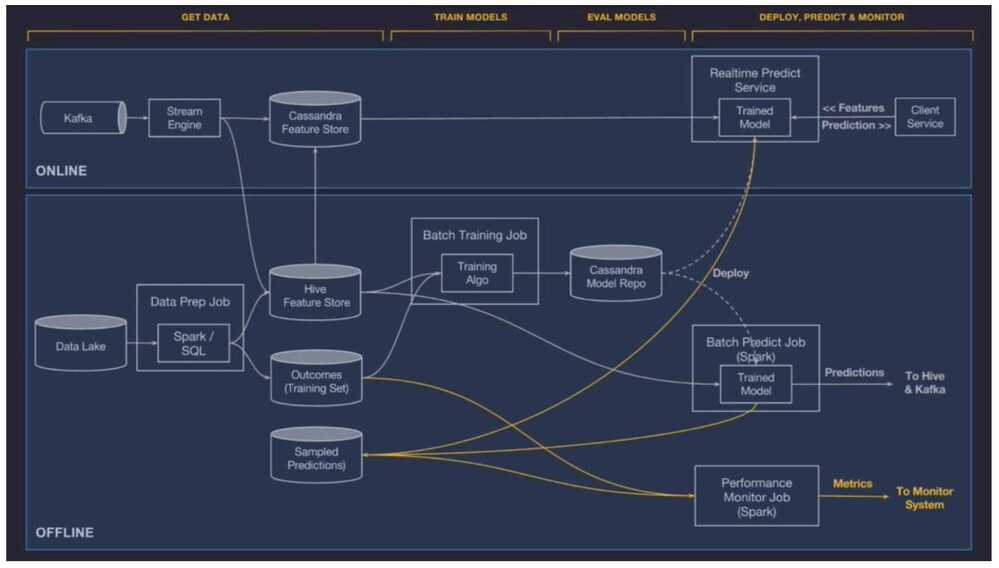 GET DATA
TRAIN MODELS
EVAL MODELS
DEPLOY, PREDICT & MONITOR
Kafka
Stream
Engine
Cassandra
Feature Store
Realtime Predict
Service
Trained
Model
<< Features
Prediction >>
Client
Service
ONLINE
Batch Training Job
Training
Algo
Cassandra
Model Repo
Deploy
Hive
Feature Store
Data Prep Job
Spark /
SQL
Data Lake
Outcomes
(Training Set)
Batch Predict Job
(Spark)
Trained
Model
Predictions
To Hive
& Kafka
Sampled
Predictions)
Performance
Monitor Job
(Spark)
Metrics
To Monitor
System
OFFLINE